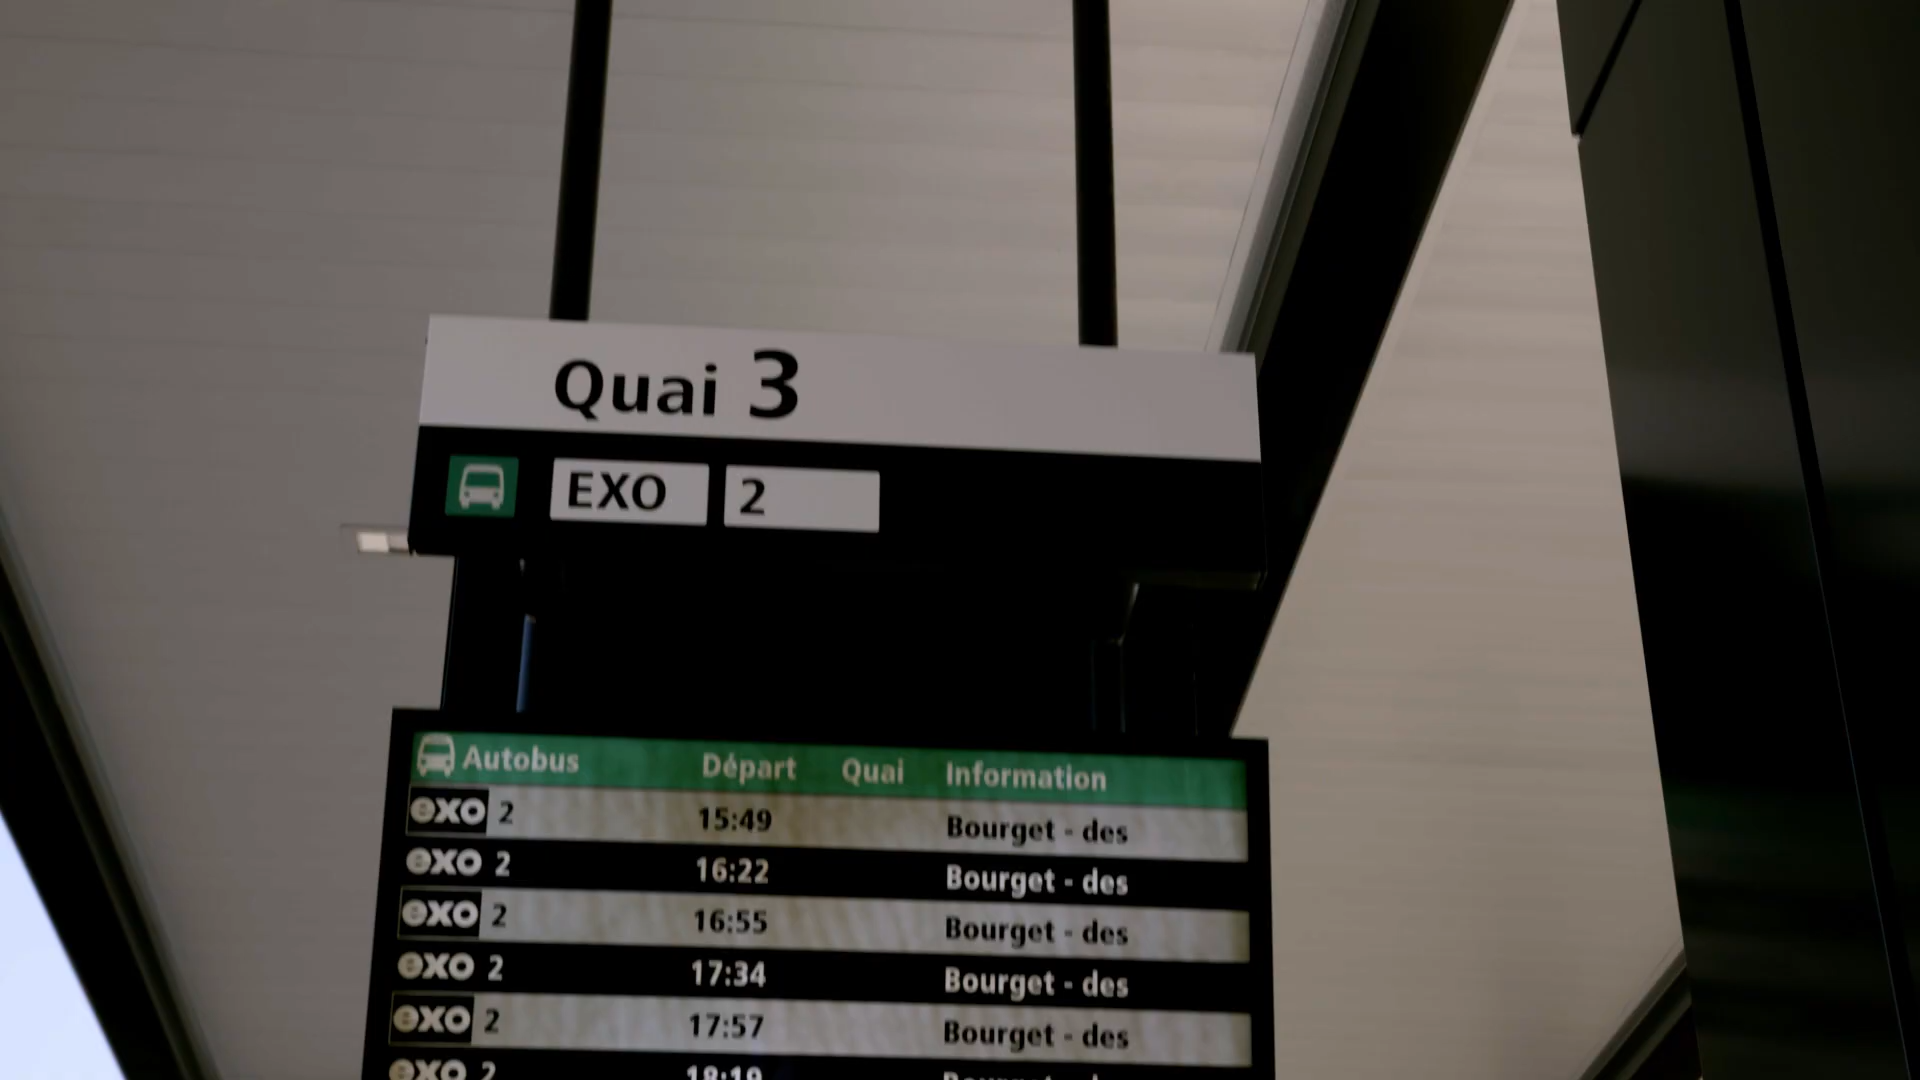 Quai 3
EXO 2
Autobus Départ Quai Information
exo 2 15:49 Bourget - des
exo 2 16:22 Bourget - des
exo 2 16:55 Bourget - des
exo 2 17:34 Bourget - des
exo 2 17:57 Bourget - des
exo 2 18:19